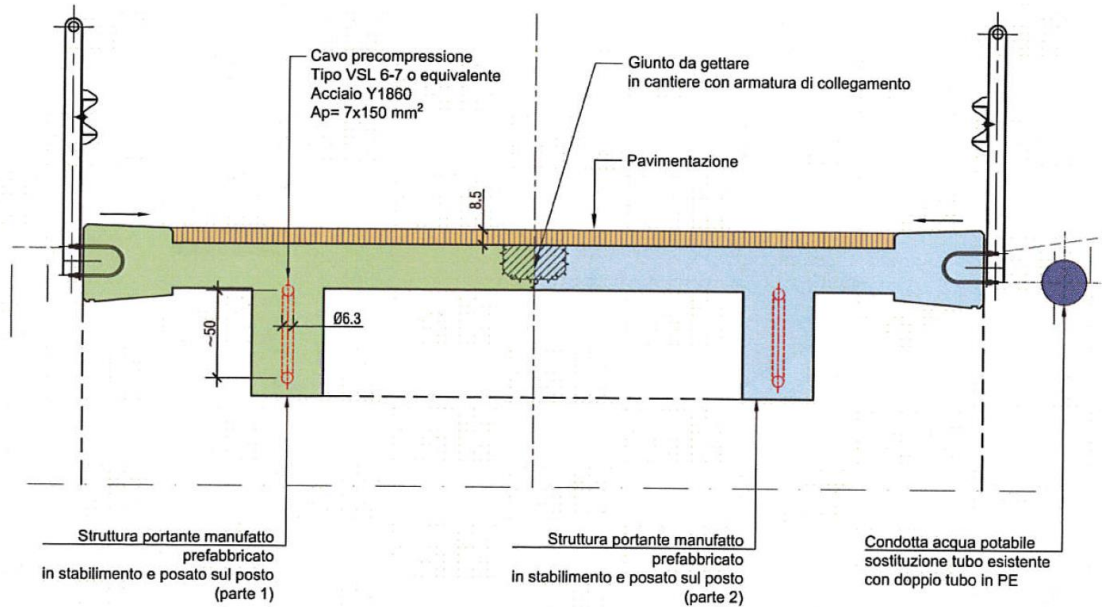 Cavo precompressione
Tipo VSL 6-7 o equivalente
Acciaio Y1860
Ap= 7x150 mm²
Giunto da gettare
in cantiere con armatura di collegamento
Pavimentazione
8.5
~50
Ø6.3
Struttura portante manufatto
prefabbricato
in stabilimento e posato sul posto
(parte 1)
Struttura portante manufatto
prefabbricato
in stabilimento e posato sul posto
(parte 2)
Condotta acqua potabile
sostituzione tubo esistente
con doppio tubo in PE